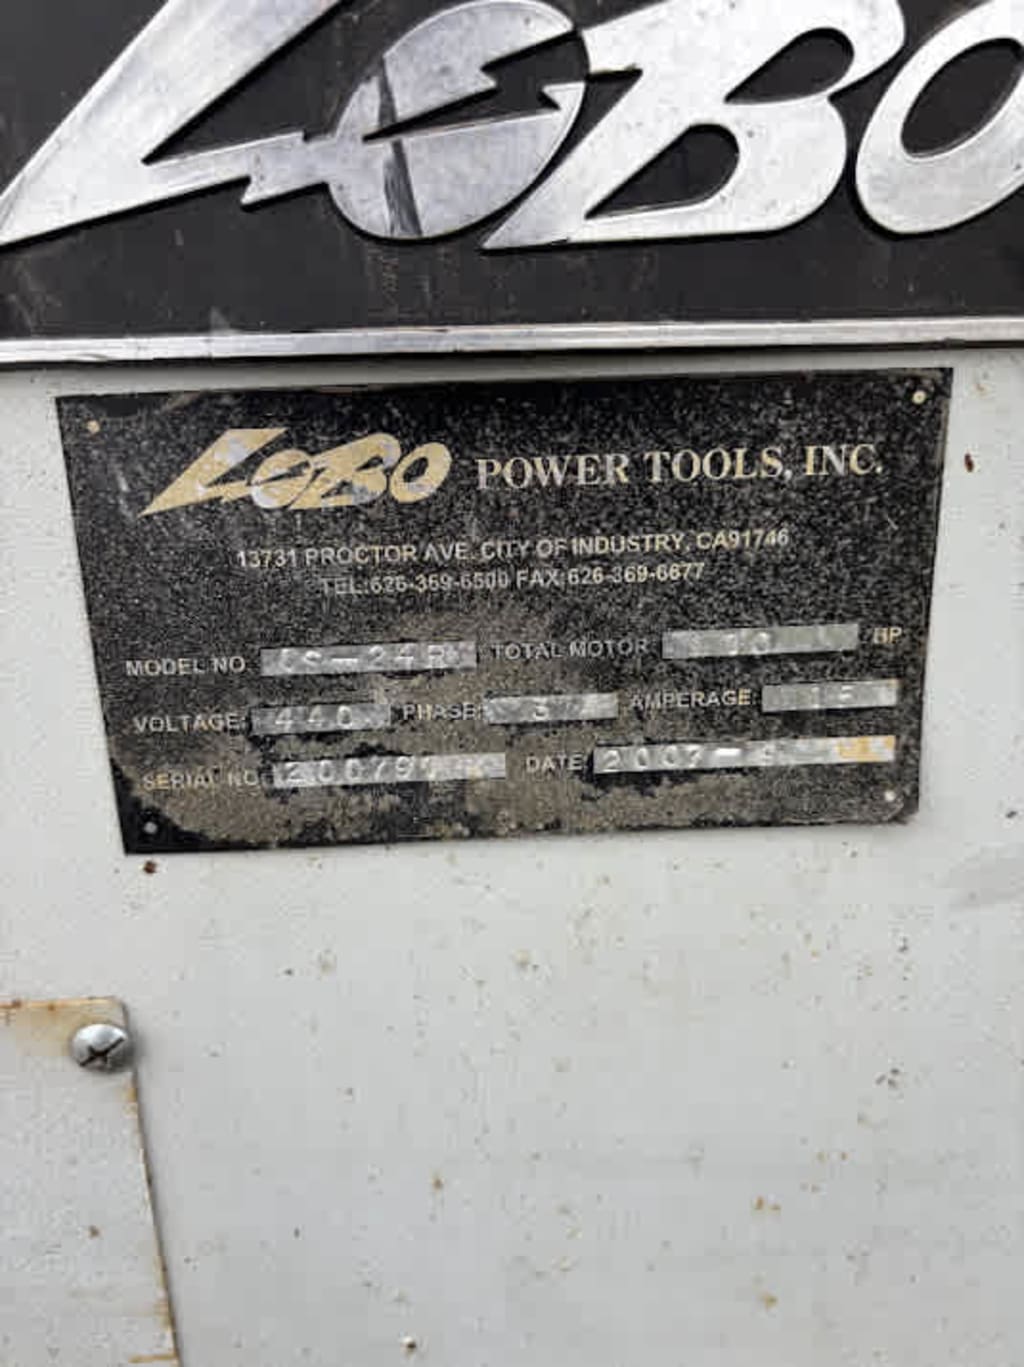 LOBO
LOBO POWER TOOLS, INC.
13731 PROCTOR AVE. CITY OF INDUSTRY, CA91746
TEL:626-369-6500 FAX:626-369-6677
MODEL NO TOTAL MOTOR HP
VOLTAGE: 440 PHASE: 3 AMPERAGE 15
SERIAL NO: DATE